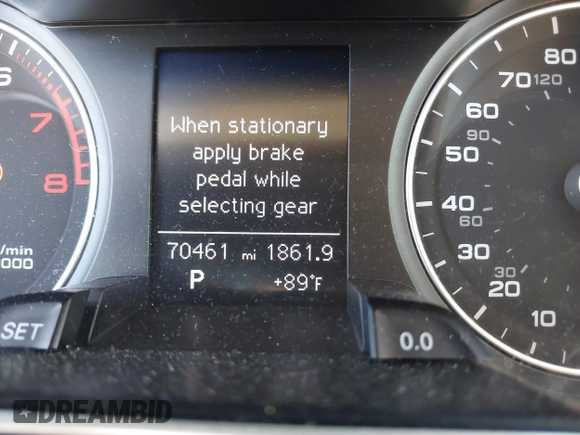 6
7
8
/min
000
SET
When stationary
apply brake
pedal while
selecting gear
70461 mi 1861.9
P +89°F
0.0
80
70 120
60
90
50
40
60
30
30
20
10
DREAMBID